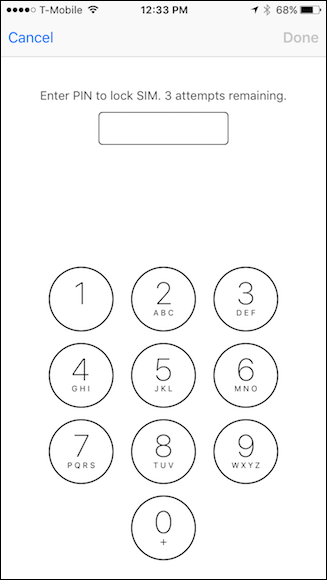 T-Mobile 12:33 PM 68%
Cancel Done
Enter PIN to lock SIM. 3 attempts remaining.
1 2 3
ABC DEF
4 5 6
GHI JKL MNO
7 8 9
PQRS TUV WXYZ
0
+